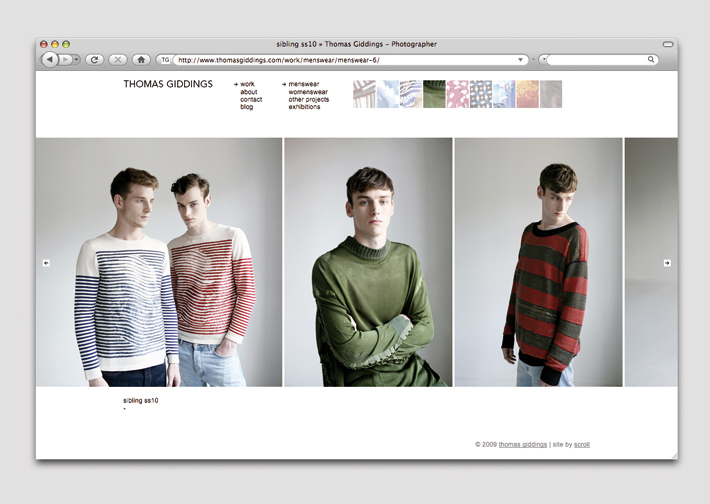 sibling ss10 » Thomas Giddings – Photographer
TG http://www.thomasgiddings.com/work/menswear/menswear-6/
THOMAS GIDDINGS
→ work
about
contact
blog
→ menswear
womenswear
other projects
exhibitions
sibling ss10
-
© 2009 thomas giddings | site by scroll